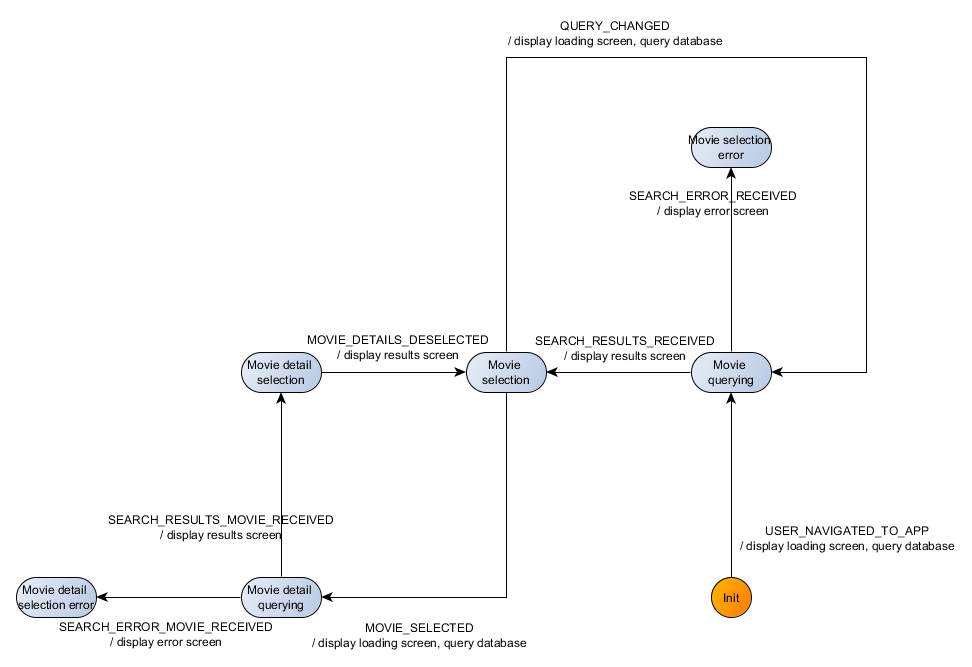 QUERY_CHANGED
/ display loading screen, query database
Movie selection
error
SEARCH_ERROR_RECEIVED
/ display error screen
MOVIE_DETAILS_DESELECTED
/ display results screen
SEARCH_RESULTS_RECEIVED
/ display results screen
Movie detail
selection
Movie
selection
Movie
querying
SEARCH_RESULTS_MOVIE_RECEIVED
/ display results screen
USER_NAVIGATED_TO_APP
/ display loading screen, query database
Movie detail
selection error
Movie detail
querying
Init
SEARCH_ERROR_MOVIE_RECEIVED
/ display error screen
MOVIE_SELECTED
/ display loading screen, query database